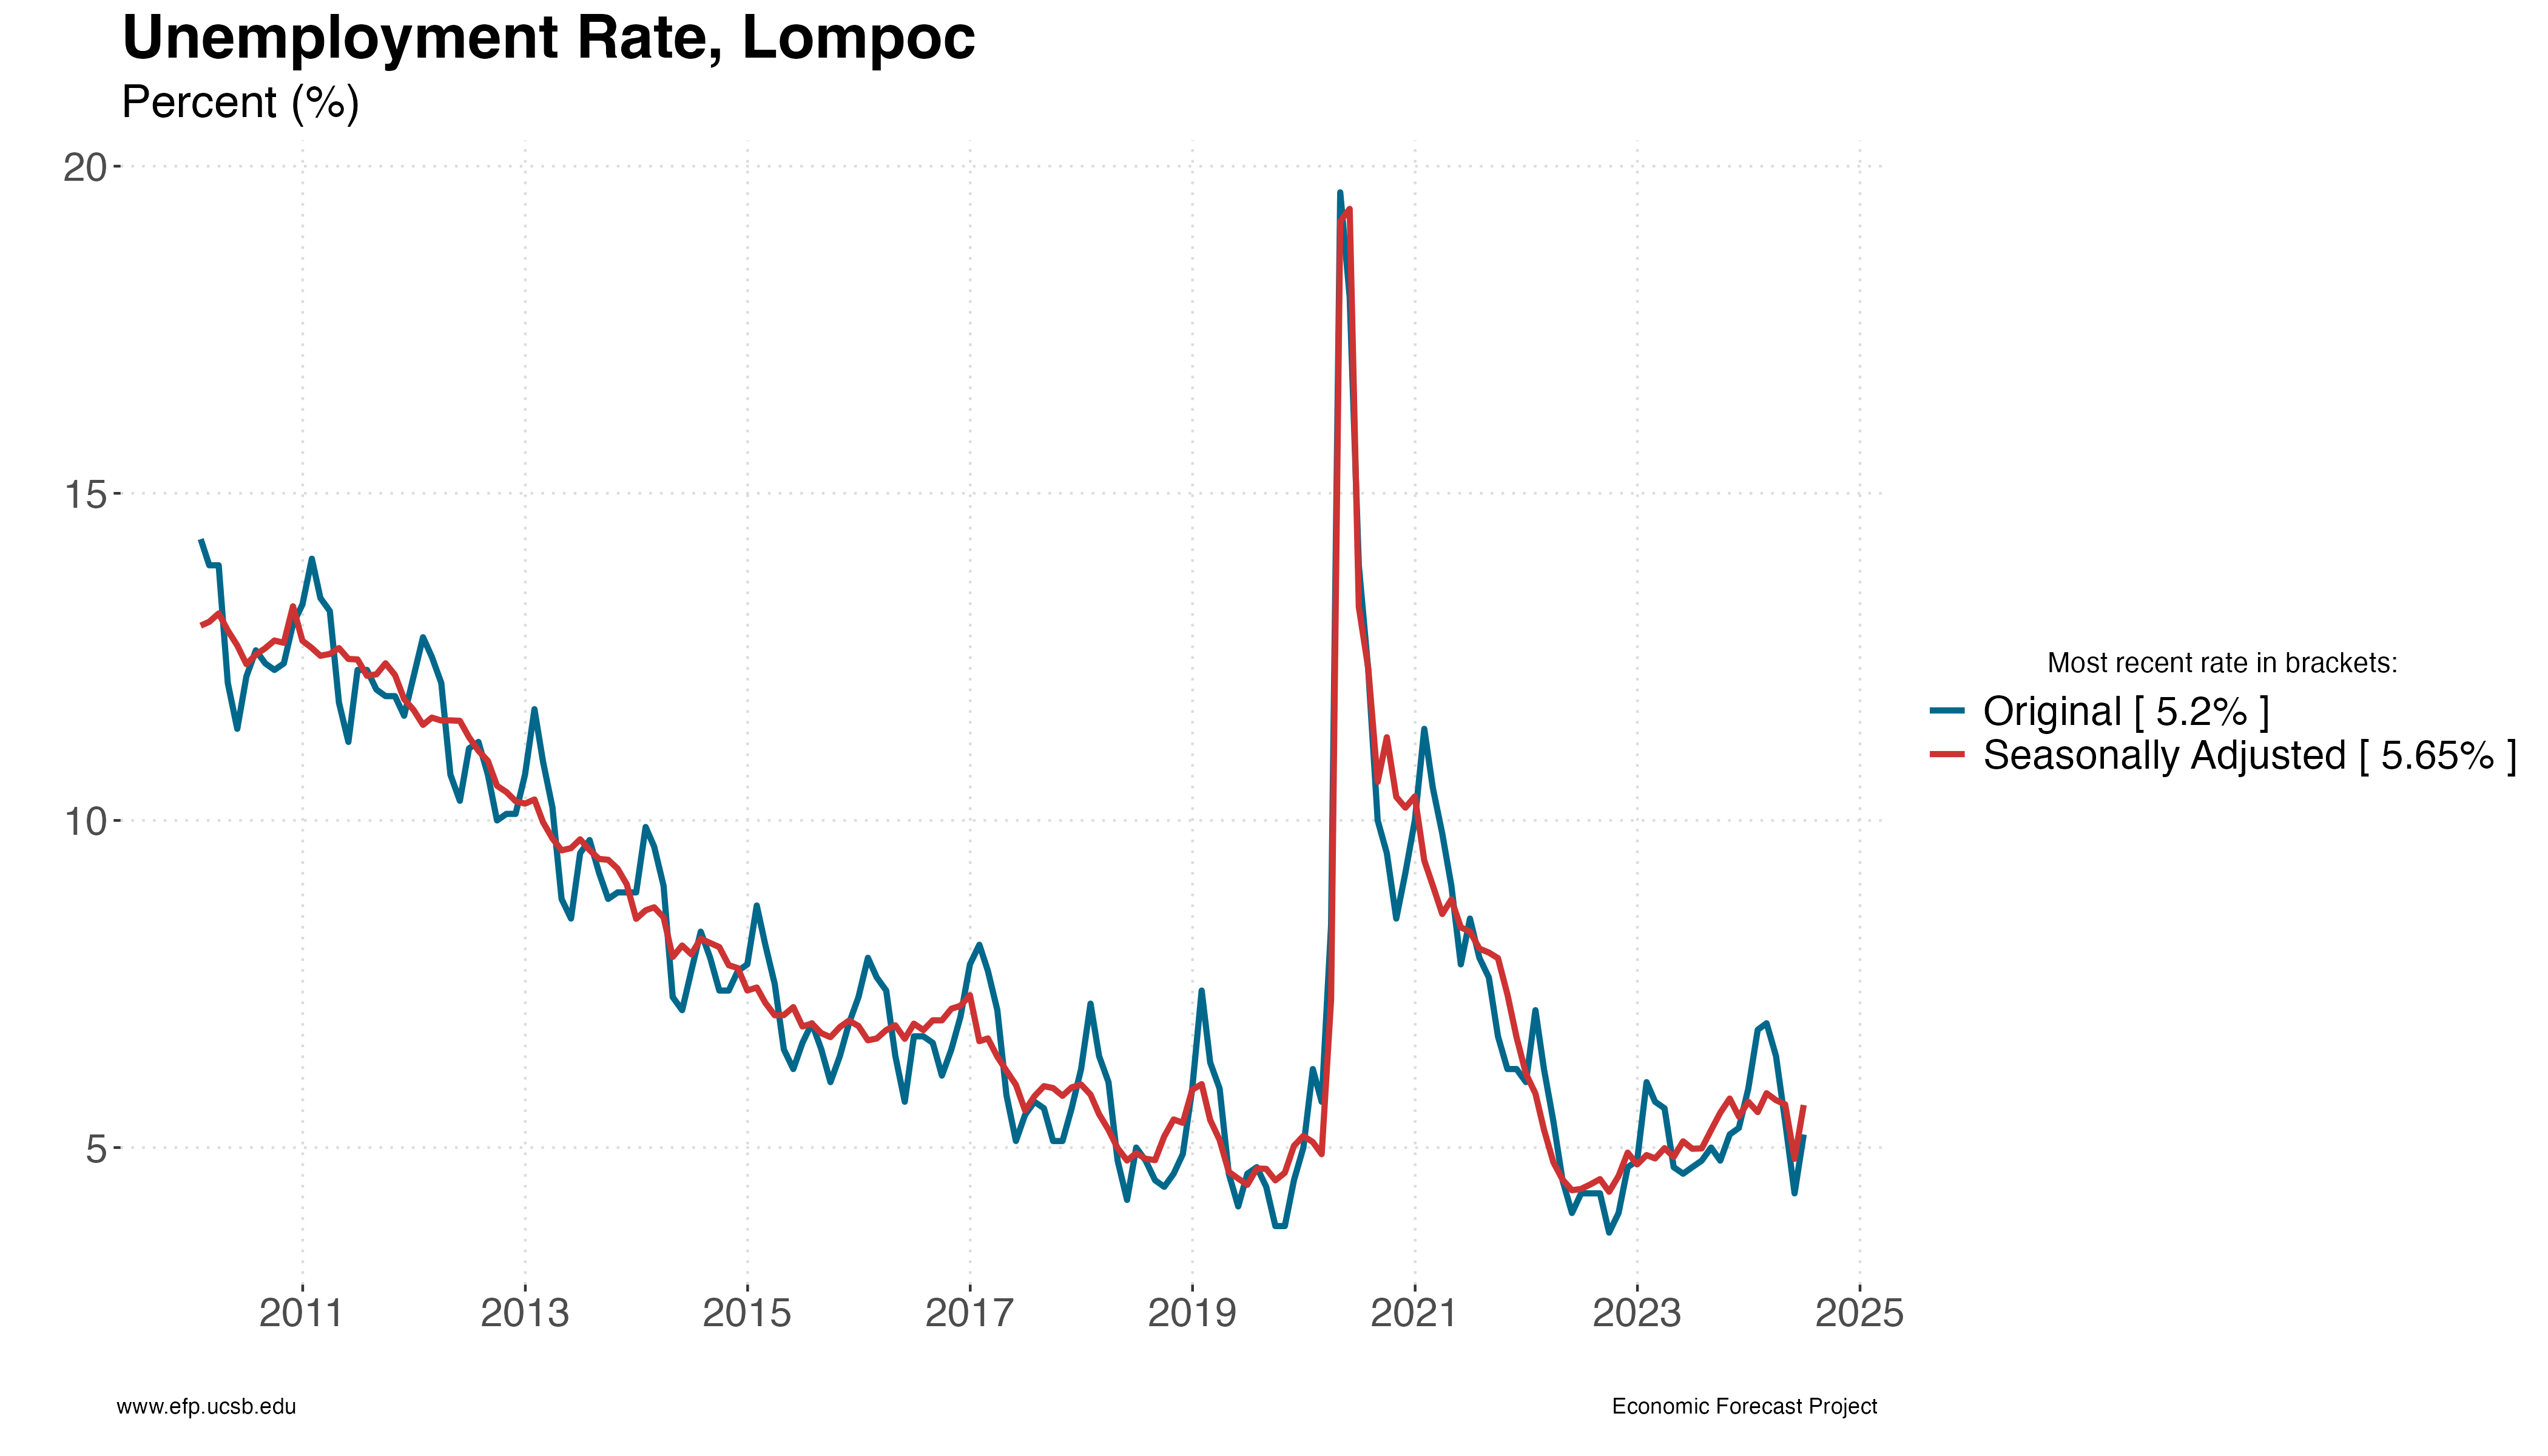 Unemployment Rate, Lompoc
Percent (%)
20
15
10
5
2011 2013 2015 2017 2019 2021 2023 2025
Most recent rate in brackets:
Original [ 5.2% ]
Seasonally Adjusted [ 5.65% ]
www.efp.ucsb.edu
Economic Forecast Project